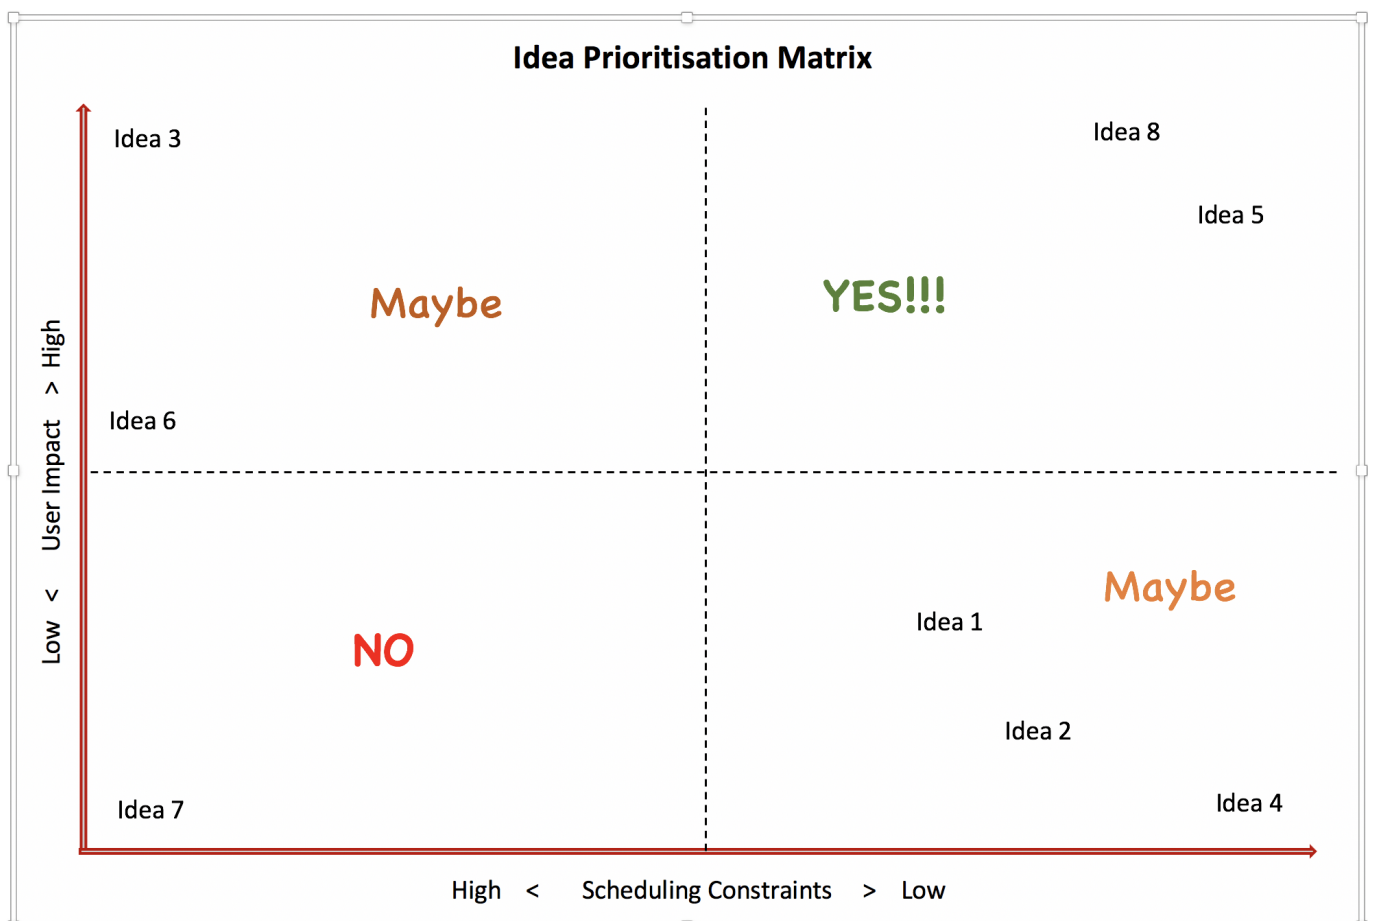 Idea Prioritisation Matrix
Idea 3
Idea 8
Idea 5
Maybe
YES!!!
Idea 6
Low < User Impact > High
Maybe
Idea 1
NO
Idea 2
Idea 7
Idea 4
High < Scheduling Constraints > Low